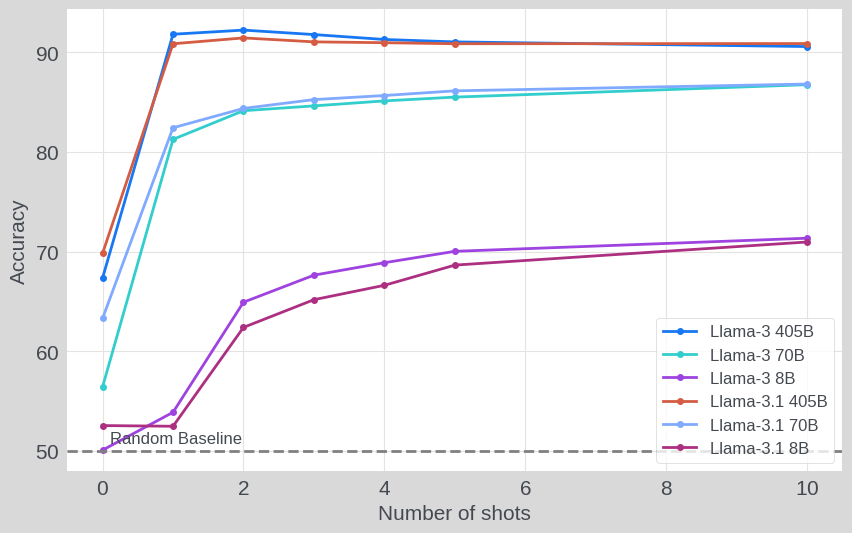 90
80
70
60
50
Accuracy
Random Baseline
Llama-3 405B
Llama-3 70B
Llama-3 8B
Llama-3.1 405B
Llama-3.1 70B
Llama-3.1 8B
0 2 4 6 8 10
Number of shots